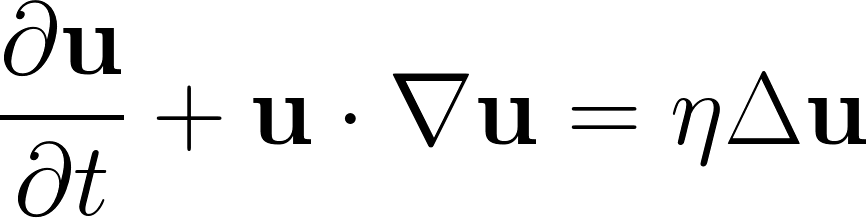 ∂𝐮/∂t + 𝐮 · ∇𝐮 = ηΔ𝐮